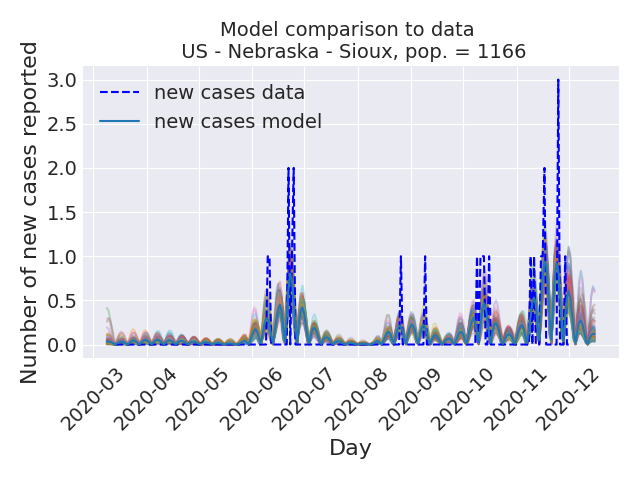 Model comparison to data
US - Nebraska - Sioux, pop. = 1166
Number of new cases reported
3.0
2.5
2.0
1.5
1.0
0.5
0.0
new cases data
new cases model
2020-03
2020-04
2020-05
2020-06
2020-07
2020-08
2020-09
2020-10
2020-11
2020-12
Day